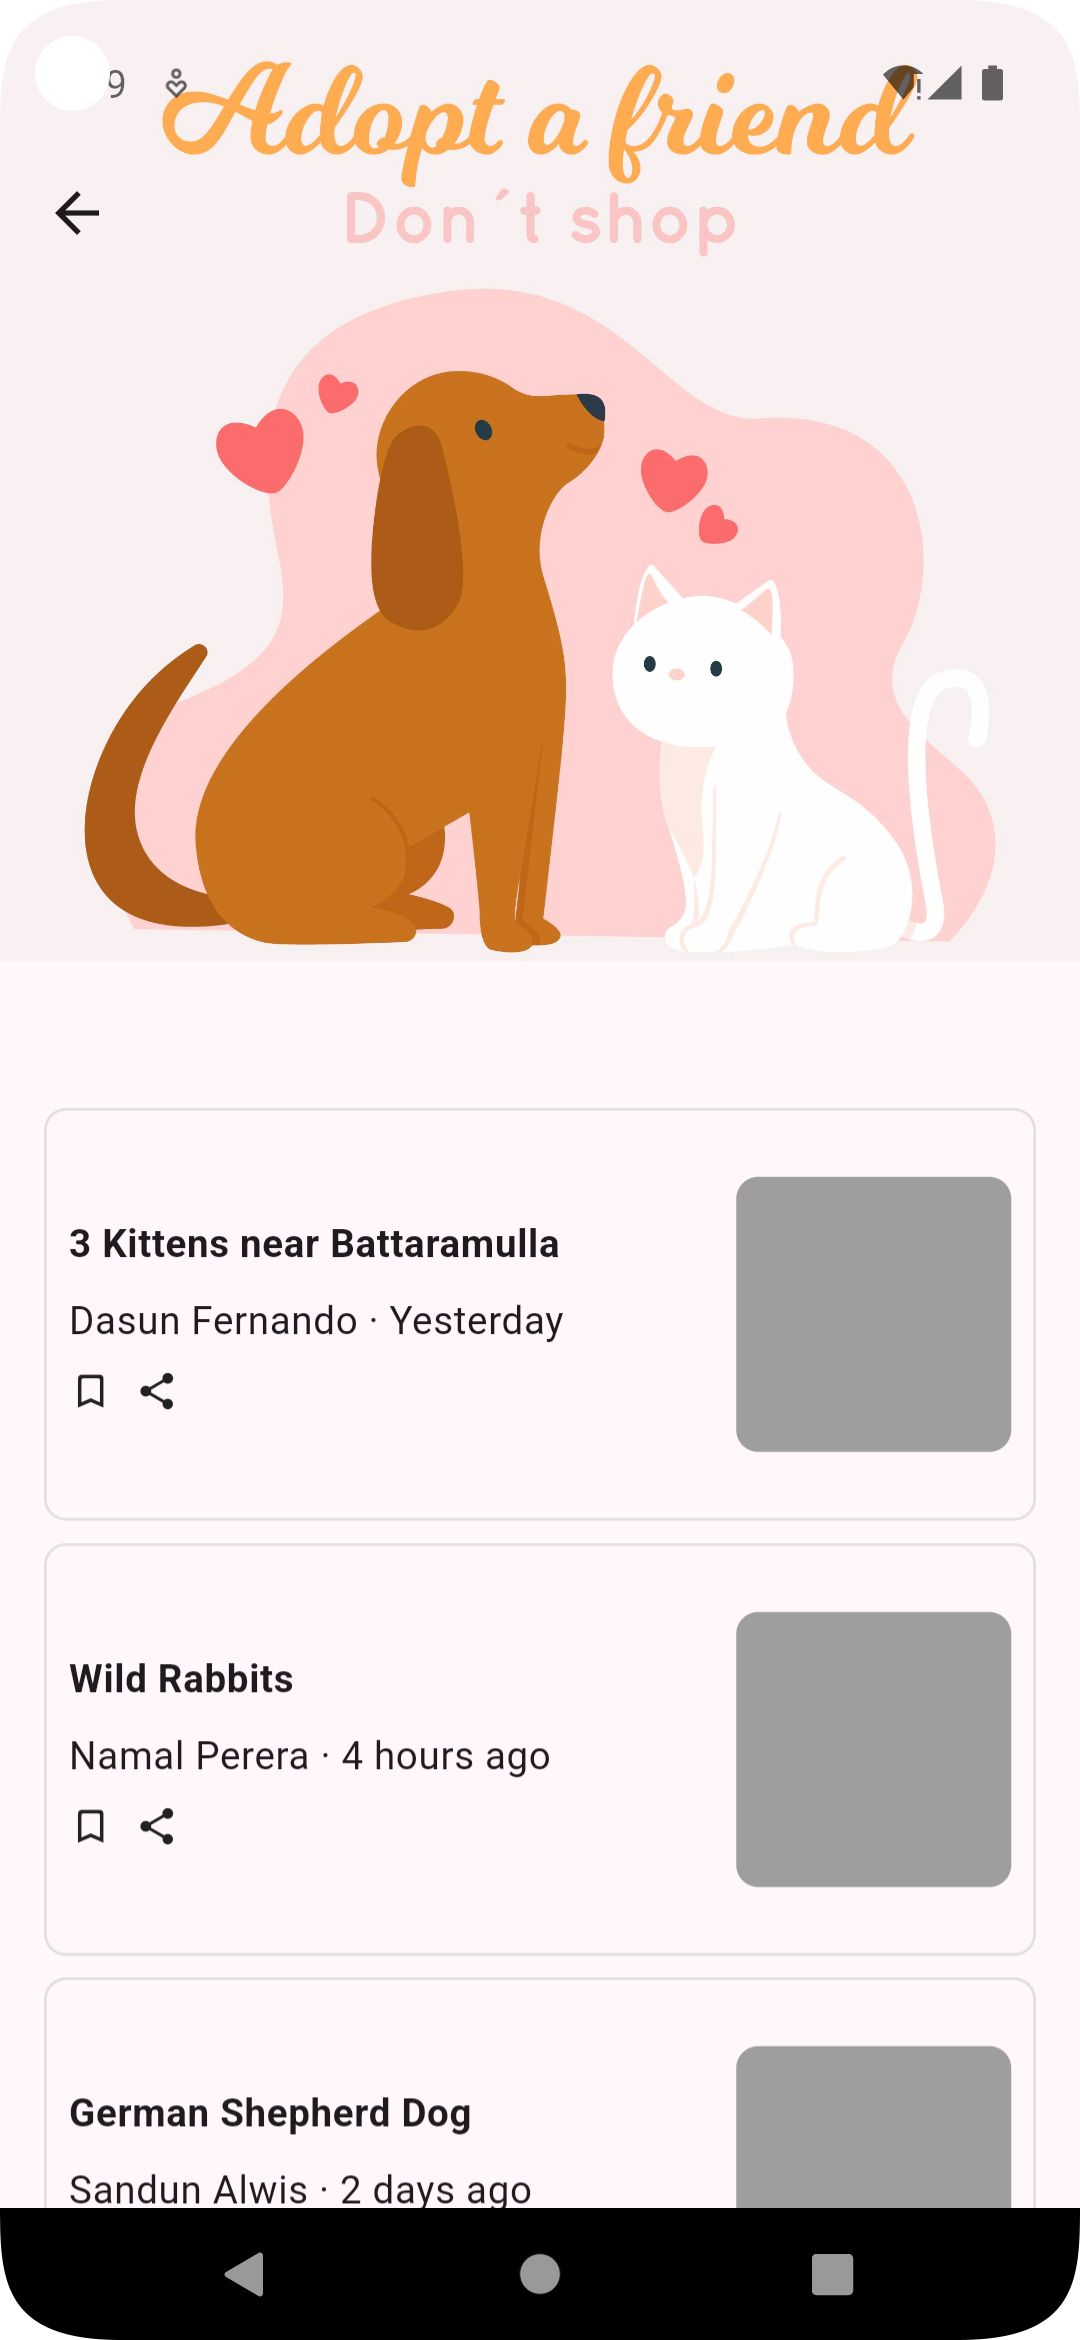 9
Adopt a friend
Don´t shop
3 Kittens near Battaramulla
Dasun Fernando · Yesterday
Wild Rabbits
Namal Perera · 4 hours ago
German Shepherd Dog
Sandun Alwis · 2 days ago